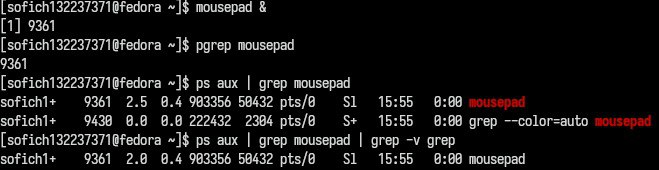 [sofich132237371@fedora ~]$ mousepad &
[1] 9361
[sofich132237371@fedora ~]$ pgrep mousepad
9361
[sofich132237371@fedora ~]$ ps aux | grep mousepad
sofich1+    9361  2.5  0.4 903356 50432 pts/0    Sl   15:55   0:00 mousepad
sofich1+    9430  0.0  0.0 222432  2304 pts/0    S+   15:55   0:00 grep --color=auto mousepad
[sofich132237371@fedora ~]$ ps aux | grep mousepad | grep -v grep
sofich1+    9361  2.0  0.4 903356 50432 pts/0    Sl   15:55   0:00 mousepad